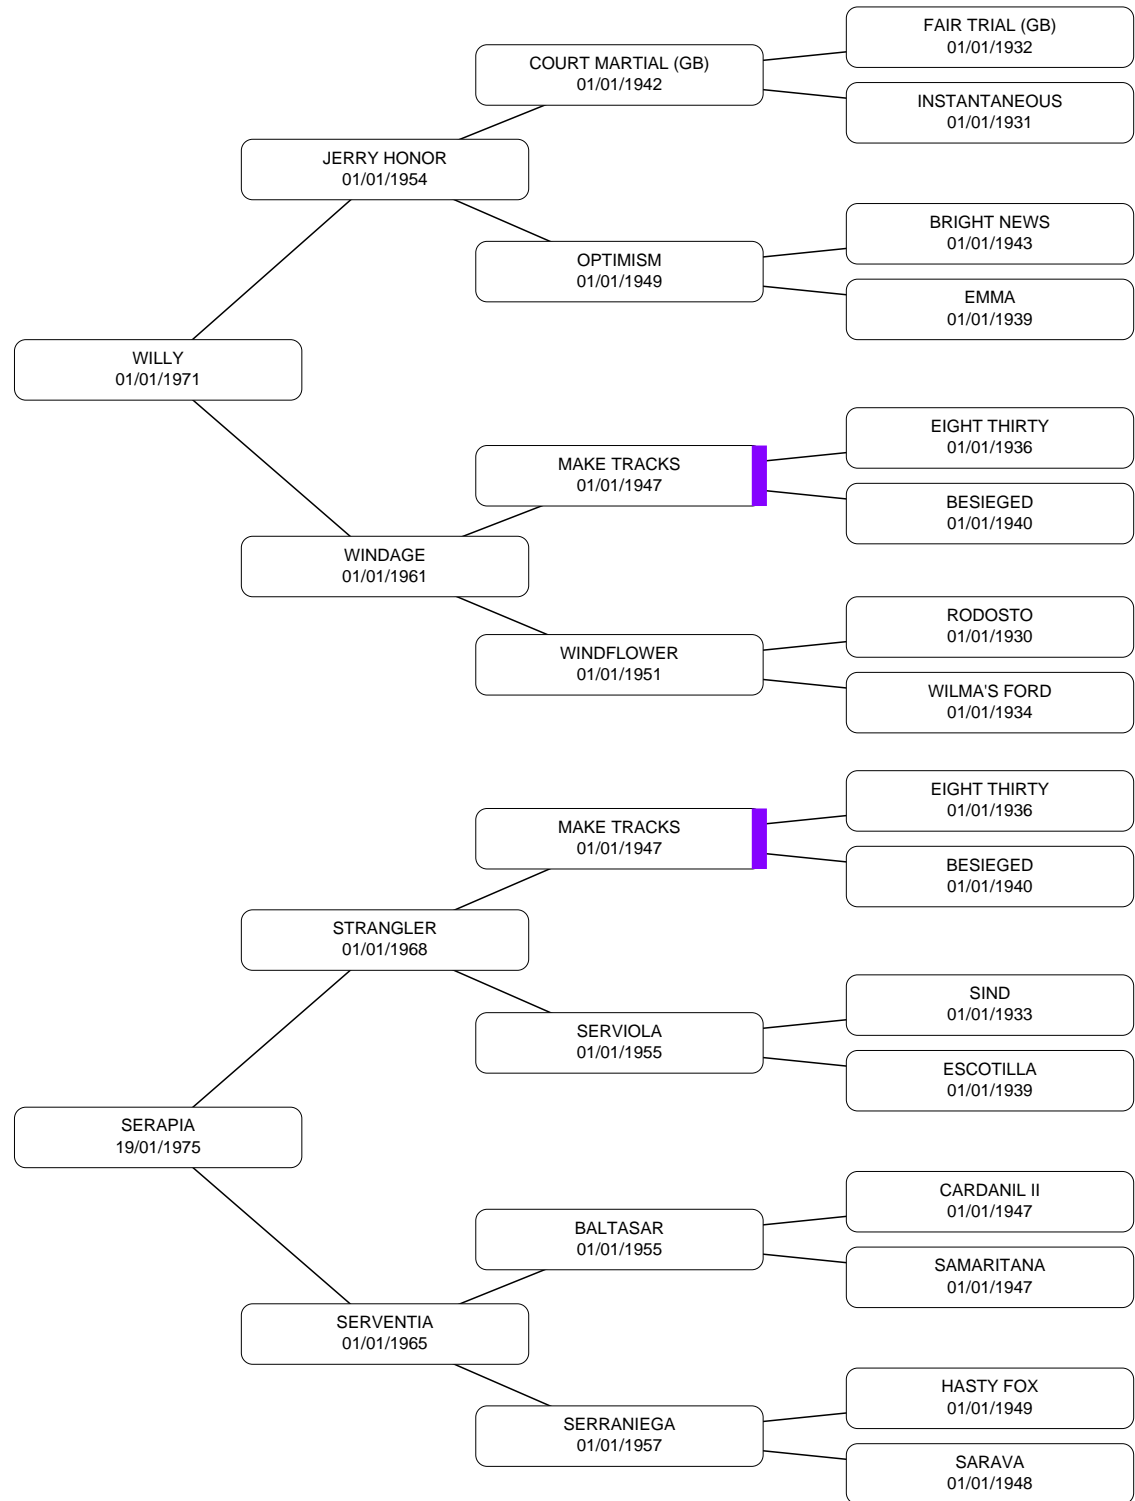 FAIR TRIAL (GB)
01/01/1932
COURT MARTIAL (GB)
01/01/1942
INSTANTANEOUS
01/01/1931
JERRY HONOR
01/01/1954
BRIGHT NEWS
01/01/1943
OPTIMISM
01/01/1949
EMMA
01/01/1939
WILLY
01/01/1971
EIGHT THIRTY
01/01/1936
MAKE TRACKS
01/01/1947
BESIEGED
01/01/1940
WINDAGE
01/01/1961
RODOSTO
01/01/1930
WINDFLOWER
01/01/1951
WILMA'S FORD
01/01/1934
EIGHT THIRTY
01/01/1936
MAKE TRACKS
01/01/1947
BESIEGED
01/01/1940
STRANGLER
01/01/1968
SIND
01/01/1933
SERVIOLA
01/01/1955
ESCOTILLA
01/01/1939
SERAPIA
19/01/1975
CARDANIL II
01/01/1947
BALTASAR
01/01/1955
SAMARITANA
01/01/1947
SERVENTIA
01/01/1965
HASTY FOX
01/01/1949
SERRANIEGA
01/01/1957
SARAVA
01/01/1948